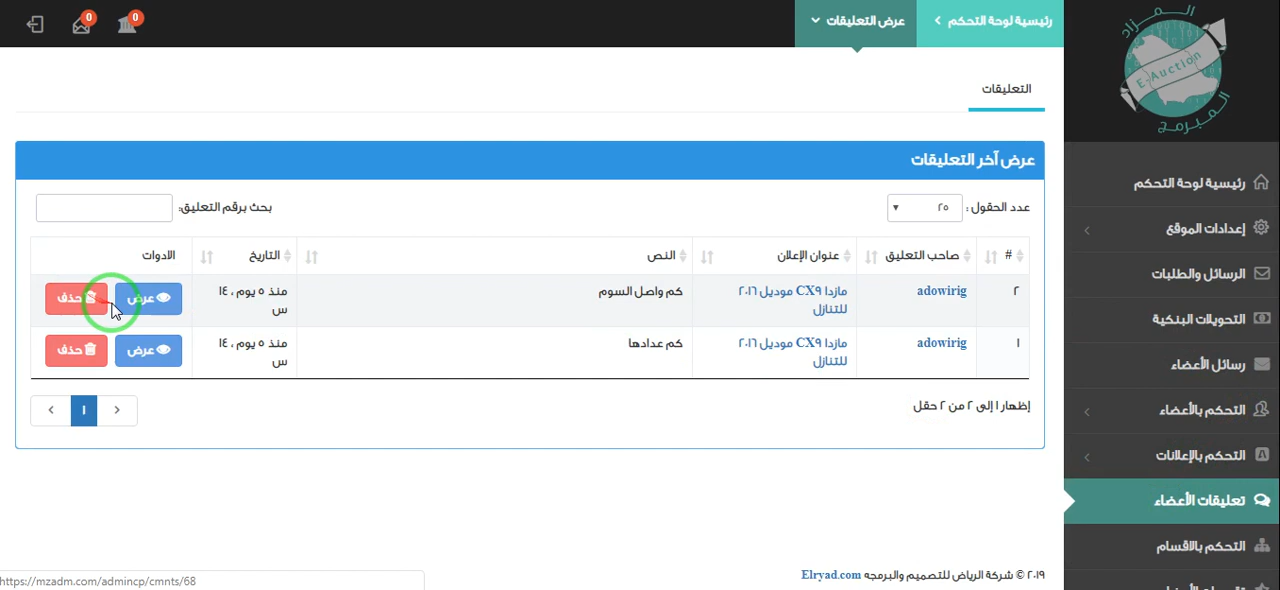 المـــزاد
E-Auction
المبرمج
رئيسية لوحة التحكم
عرض التعليقات
0
0
رئيسية لوحة التحكم
إعدادات الموقع
الرسائل والطلبات
التحويلات البنكية
رسائل الأعضاء
التحكم بالأعضاء
التحكم بالإعلانات
تعليقات الأعضاء
التحكم بالاقسام
التعليقات
عرض آخر التعليقات
عدد الحقول : ٢٥
بحث برقم التعليق:
# صاحب التعليق عنوان الإعلان النص التاريخ الادوات
٢ adowirig مازدا CX٩ موديل ٢٠١٦ للتنازل كم واصل السوم منذ ٥ يوم ، ١٤ س عرض حذف
١ adowirig مازدا CX٩ موديل ٢٠١٦ للتنازل كم عدادها منذ ٥ يوم ، ١٤ س عرض حذف
إظهار ١ إلى ٢ من ٢ حقل
١
٢٠١٩ © شركة الرياض للتصميم والبرمجه Elryad.com
https://mzadm.com/admincp/cmnts/68